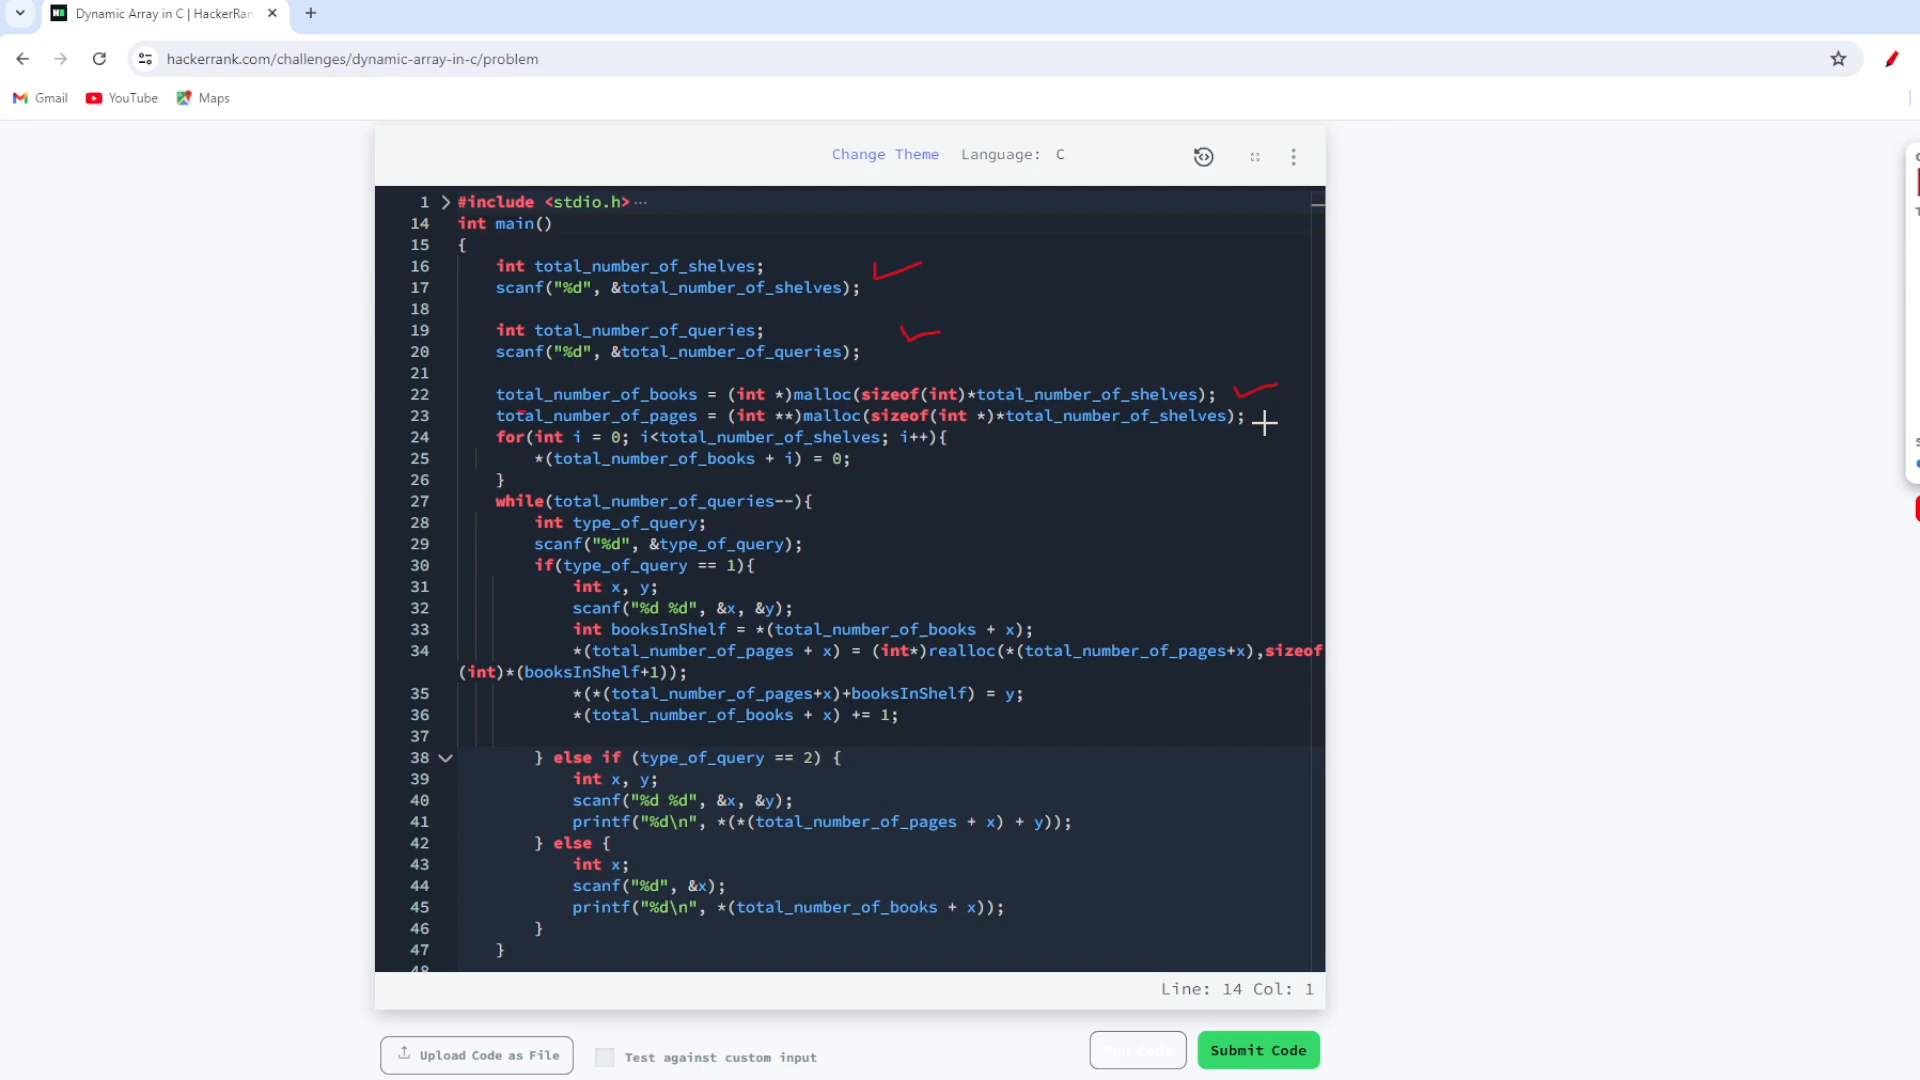 Dynamic Array in C | HackerRan
hackerrank.com/challenges/dynamic-array-in-c/problem
Gmail YouTube Maps
Change Theme Language: C
1 #include <stdio.h> ···
14 int main()
15 {
16 int total_number_of_shelves;
17 scanf("%d", &total_number_of_shelves);
18
19 int total_number_of_queries;
20 scanf("%d", &total_number_of_queries);
21
22 total_number_of_books = (int *)malloc(sizeof(int)*total_number_of_shelves);
23 total_number_of_pages = (int **)malloc(sizeof(int *)*total_number_of_shelves);
24 for(int i = 0; i<total_number_of_shelves; i++){
25 *(total_number_of_books + i) = 0;
26 }
27 while(total_number_of_queries--){
28 int type_of_query;
29 scanf("%d", &type_of_query);
30 if(type_of_query == 1){
31 int x, y;
32 scanf("%d %d", &x, &y);
33 int booksInShelf = *(total_number_of_books + x);
34 *(total_number_of_pages + x) = (int*)realloc(*(total_number_of_pages+x),sizeof
(int)*(booksInShelf+1));
35 *(*(total_number_of_pages+x)+booksInShelf) = y;
36 *(total_number_of_books + x) += 1;
37
38 } else if (type_of_query == 2) {
39 int x, y;
40 scanf("%d %d", &x, &y);
41 printf("%d\n", *(*(total_number_of_pages + x) + y));
42 } else {
43 int x;
44 scanf("%d", &x);
45 printf("%d\n", *(total_number_of_books + x));
46 }
47 }
48
Line: 14 Col: 1
Upload Code as File Test against custom input Run Code Submit Code